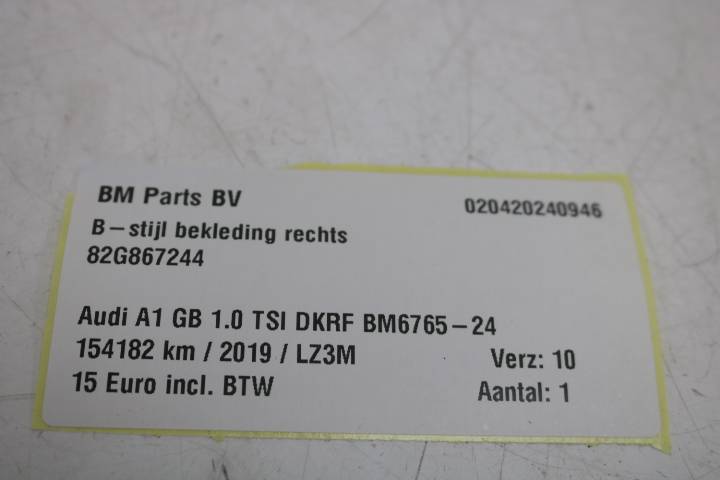 BM Parts BV 020420240946
B-stijl bekleding rechts
82G867244
Audi A1 GB 1.0 TSI DKRF BM6765-24
154182 km / 2019 / LZ3M Verz: 10
15 Euro incl. BTW Aantal: 1